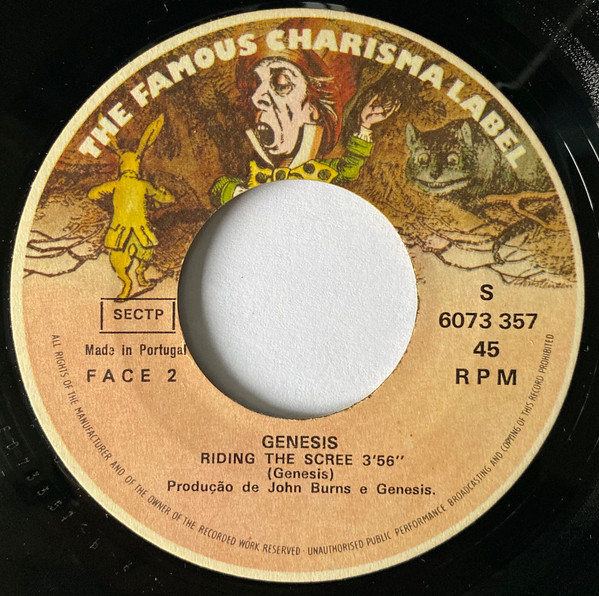 THE FAMOUS CHARISMA LABEL
SECTP
Made in Portugal
FACE 2
S
6073 357
45
RPM
GENESIS
RIDING THE SCREE 3'56''
(Genesis)
Produção de John Burns e Genesis.
ALL RIGHTS OF THE MANUFACTURER AND OF THE OWNER OF THE RECORDED WORK RESERVED · UNAUTHORISED PUBLIC PERFORMANCE BROADCASTING AND COPYING OF THIS RECORD PROHIBITED